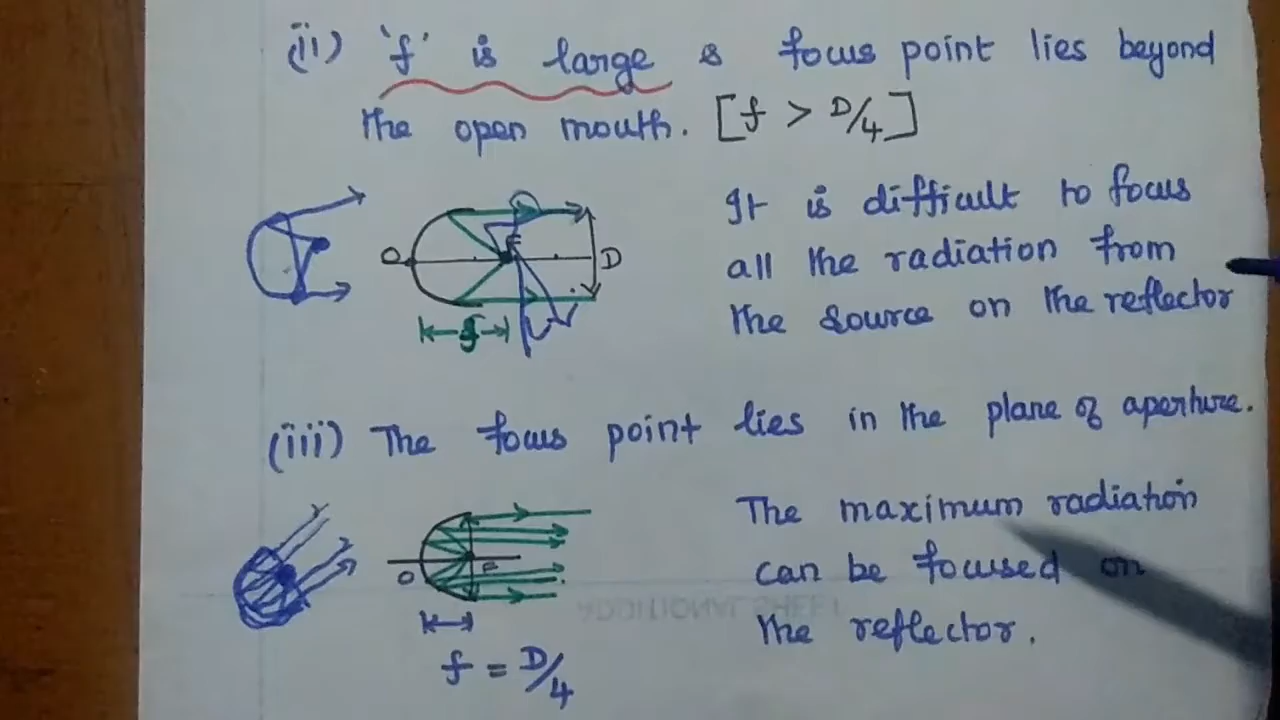 (ii) 'f' is large & focus point lies beyond
the open mouth. [f > D/4]
It is difficult to focus
all the radiation from
the source on the reflector
O F D
f
(iii) The focus point lies in the plane of aperture.
The maximum radiation
can be focused on
the reflector.
O F
f = D/4